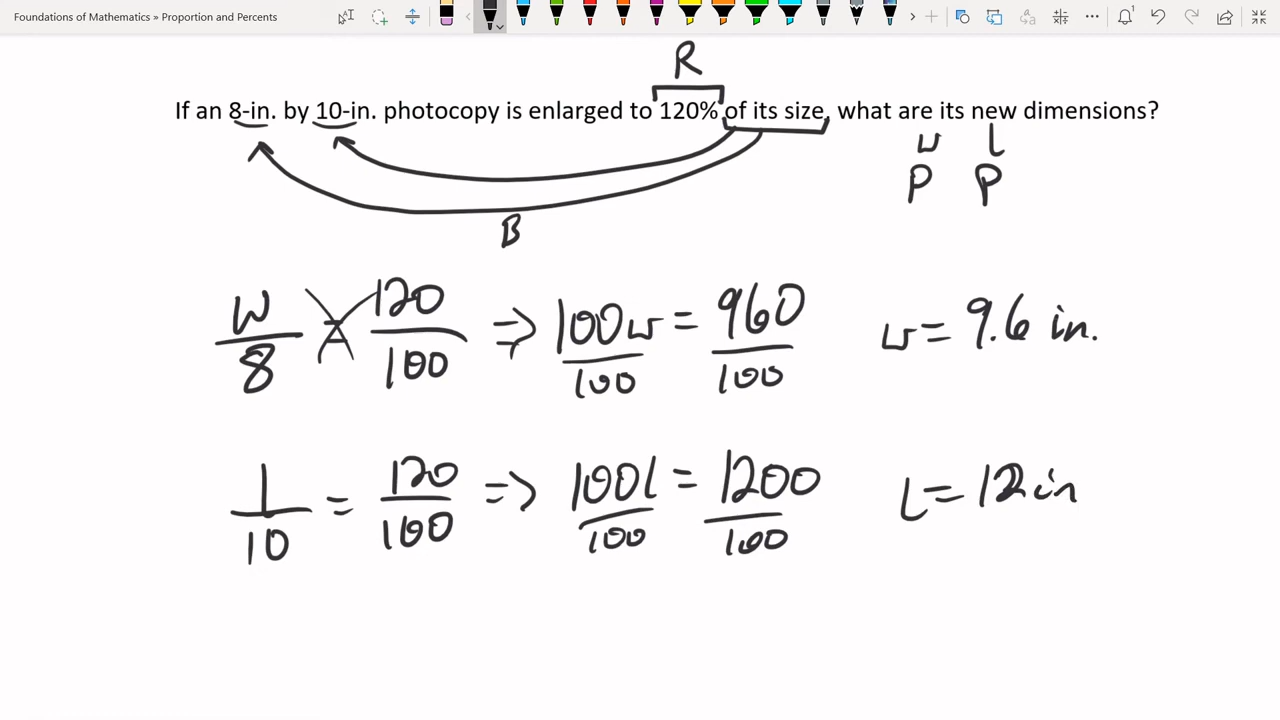 Foundations of Mathematics » Proportion and Percents
R
If an 8-in. by 10-in. photocopy is enlarged to 120% of its size, what are its new dimensions?
w l
P P
B
w/8 = 120/100 => 100w/100 = 960/100 w = 9.6 in.
l/10 = 120/100 => 100l/100 = 1200/100 l = 12 in